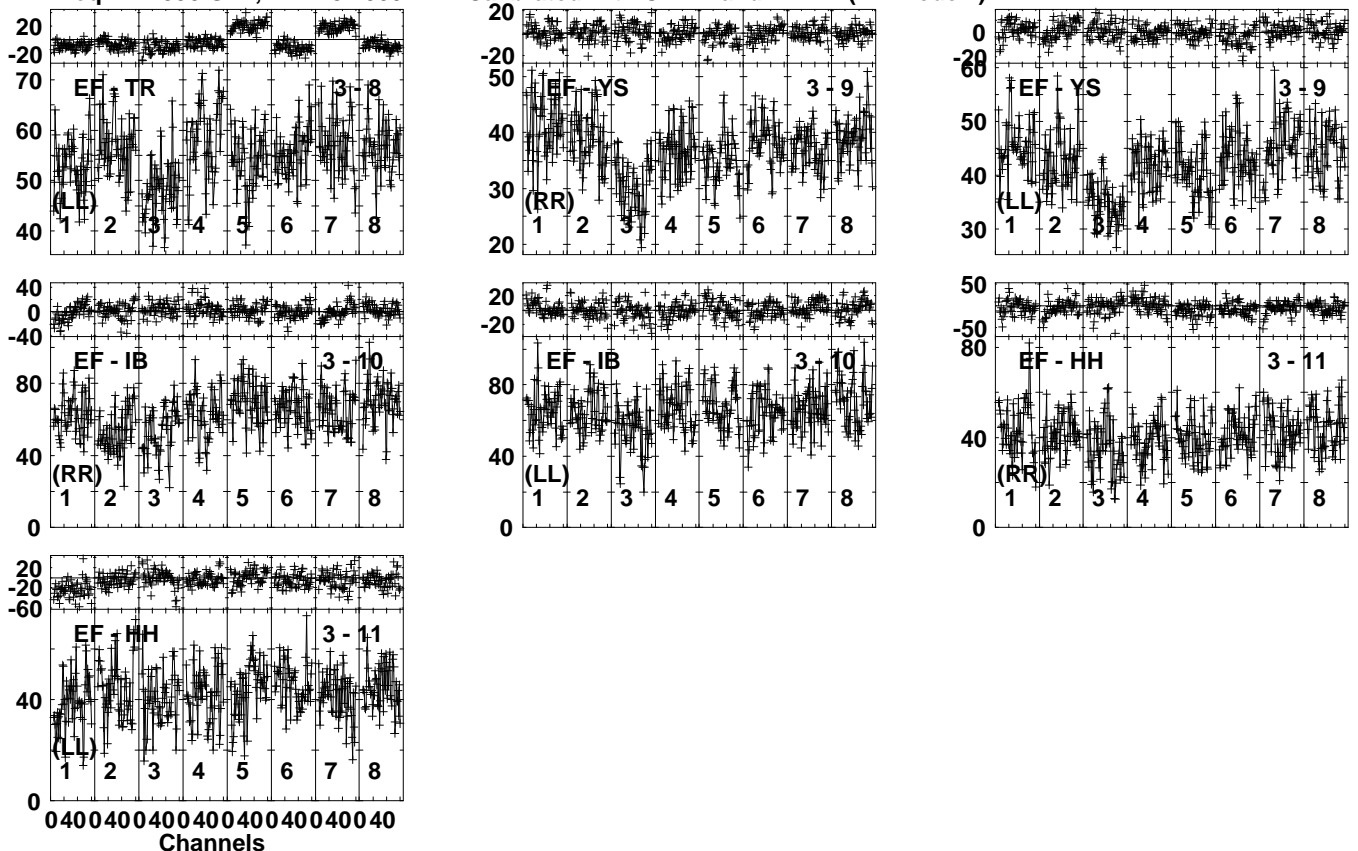 20
-20
70
60
50
40
EF - TR 3 - 8
(LL)
1 2 3 4 5 6 7 8
20
-20
50
40
30
20
EF - YS 3 - 9
(RR)
1 2 3 4 5 6 7 8
0
-20
60
50
40
30
EF - YS 3 - 9
(LL)
1 2 3 4 5 6 7 8
40
0
-40
80
40
0
EF - IB 3 - 10
(RR)
1 2 3 4 5 6 7 8
20
-20
80
40
0
EF - IB 3 - 10
(LL)
1 2 3 4 5 6 7 8
50
-50
80
40
0
EF - HH 3 - 11
(RR)
1 2 3 4 5 6 7 8
20
-20
-60
40
0
EF - HH 3 - 11
(LL)
1 2 3 4 5 6 7 8
0 40 0 40 0 40 0 40 0 40 0 40 0 40 0 40
Channels